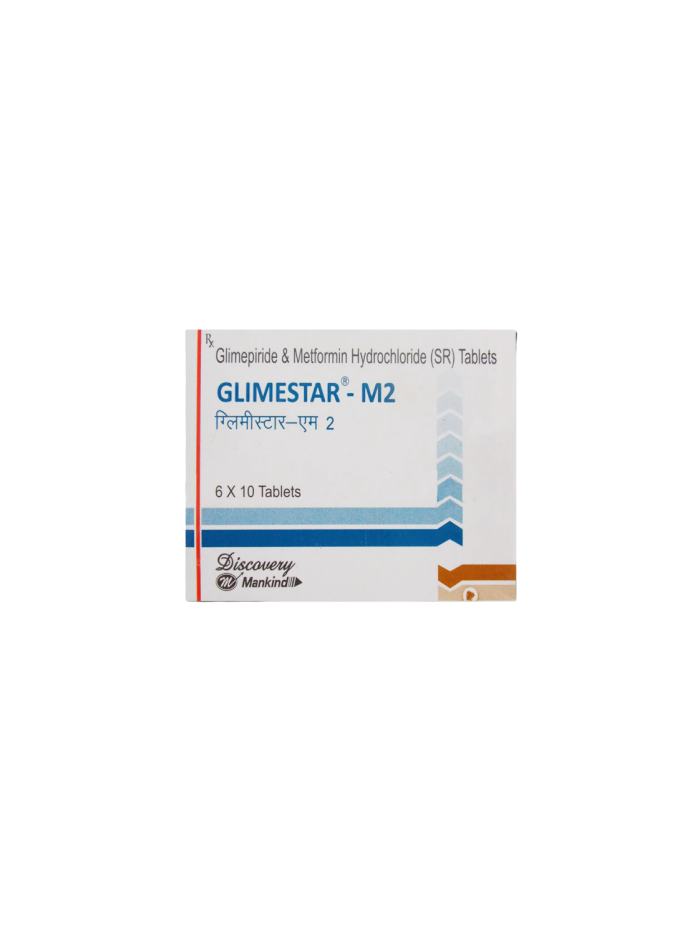 Rx
Glimepiride & Metformin Hydrochloride (SR) Tablets
GLIMESTAR® - M2
ग्लिमीस्टार–एम 2
6 X 10 Tablets
Discovery
M Mankind